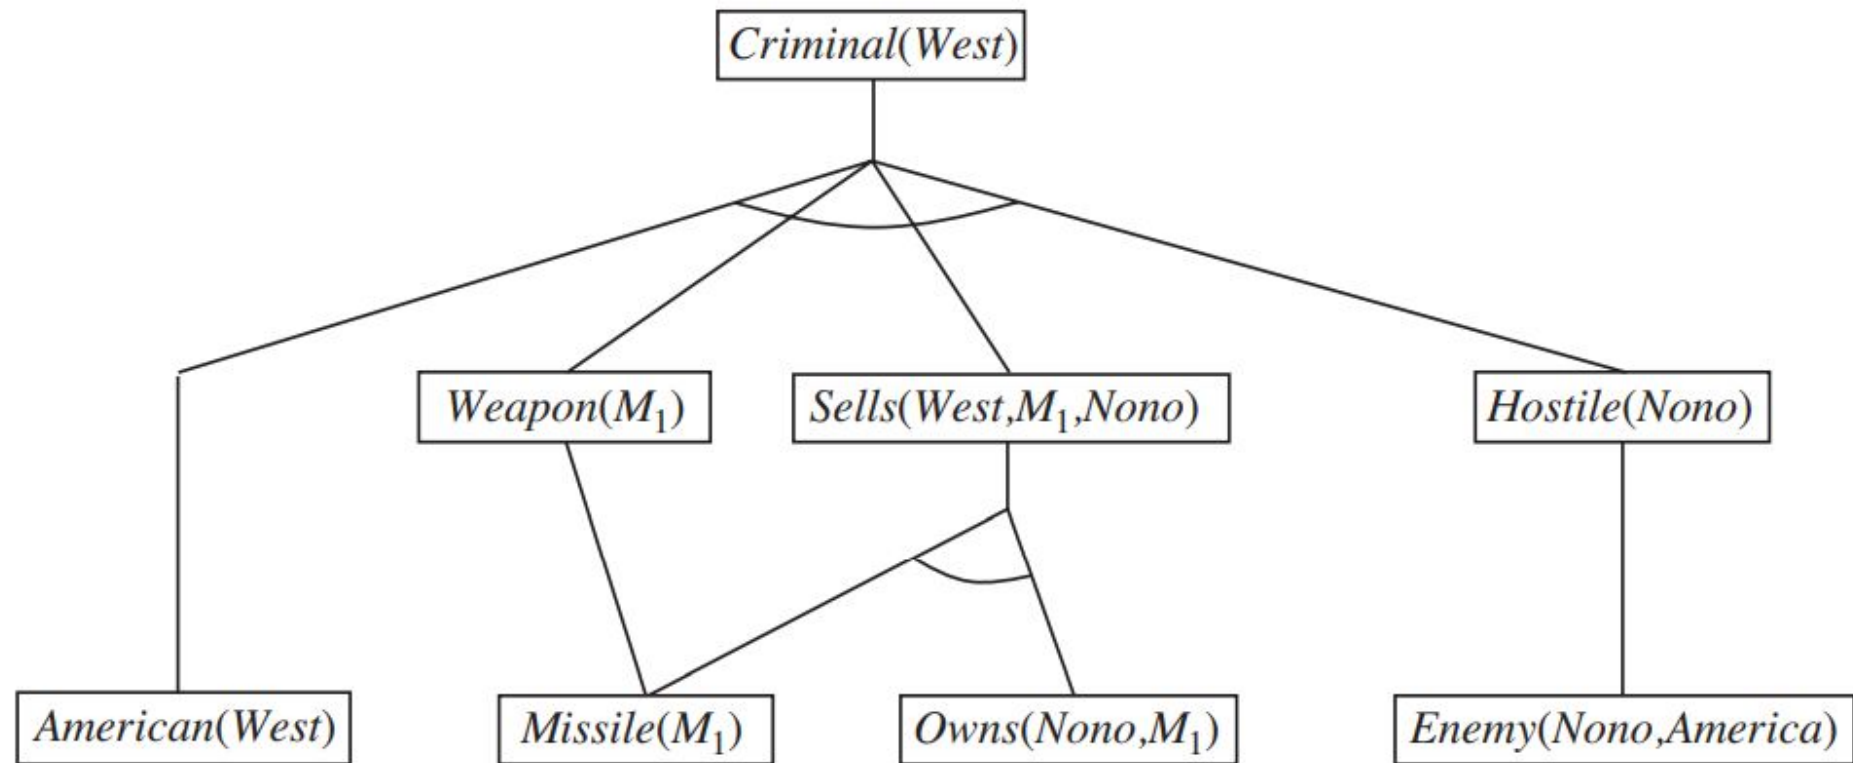 Criminal(West)
Weapon(M₁)
Sells(West,M₁,Nono)
Hostile(Nono)
American(West)
Missile(M₁)
Owns(Nono,M₁)
Enemy(Nono,America)